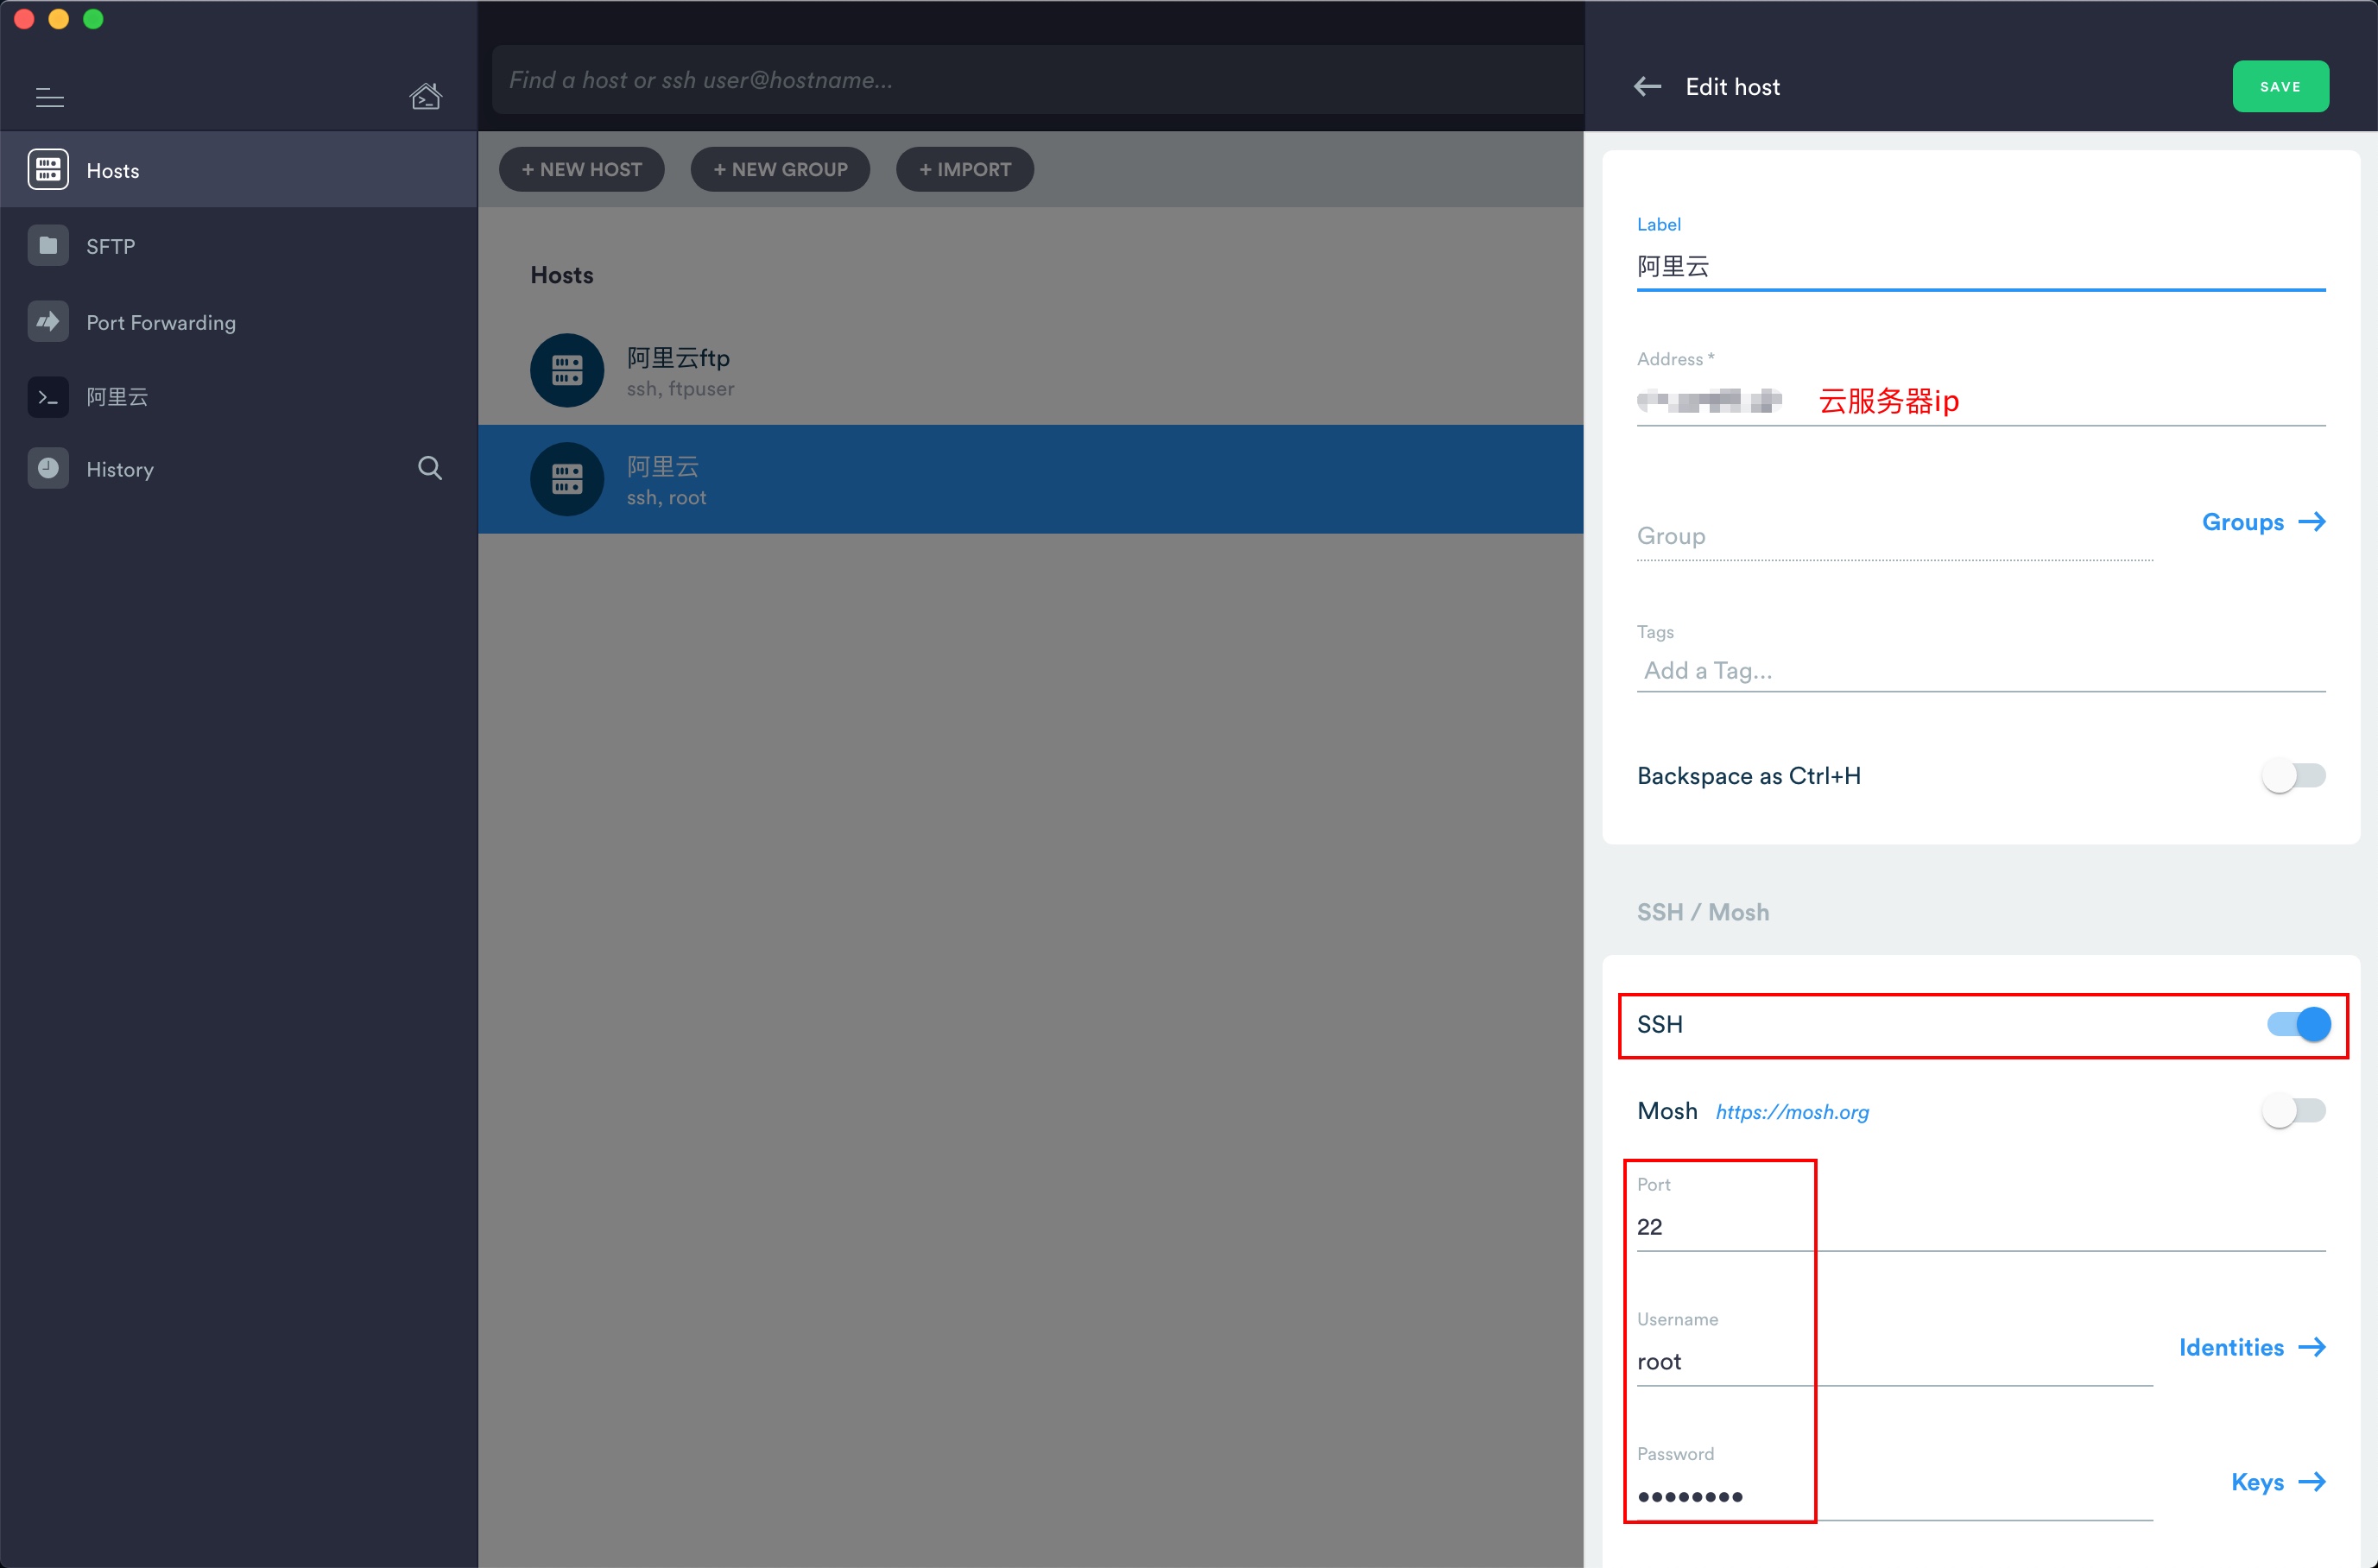 Hosts
SFTP
Port Forwarding
阿里云
History
Find a host or ssh user@hostname...
+ NEW HOST
+ NEW GROUP
+ IMPORT
Hosts
阿里云ftp
ssh, ftpuser
阿里云
ssh, root
Edit host
SAVE
Label
阿里云
Address *
云服务器ip
Group
Groups
Tags
Add a Tag...
Backspace as Ctrl+H
SSH / Mosh
SSH
Mosh https://mosh.org
Port
22
Username
root
Identities
Password
••••••••
Keys